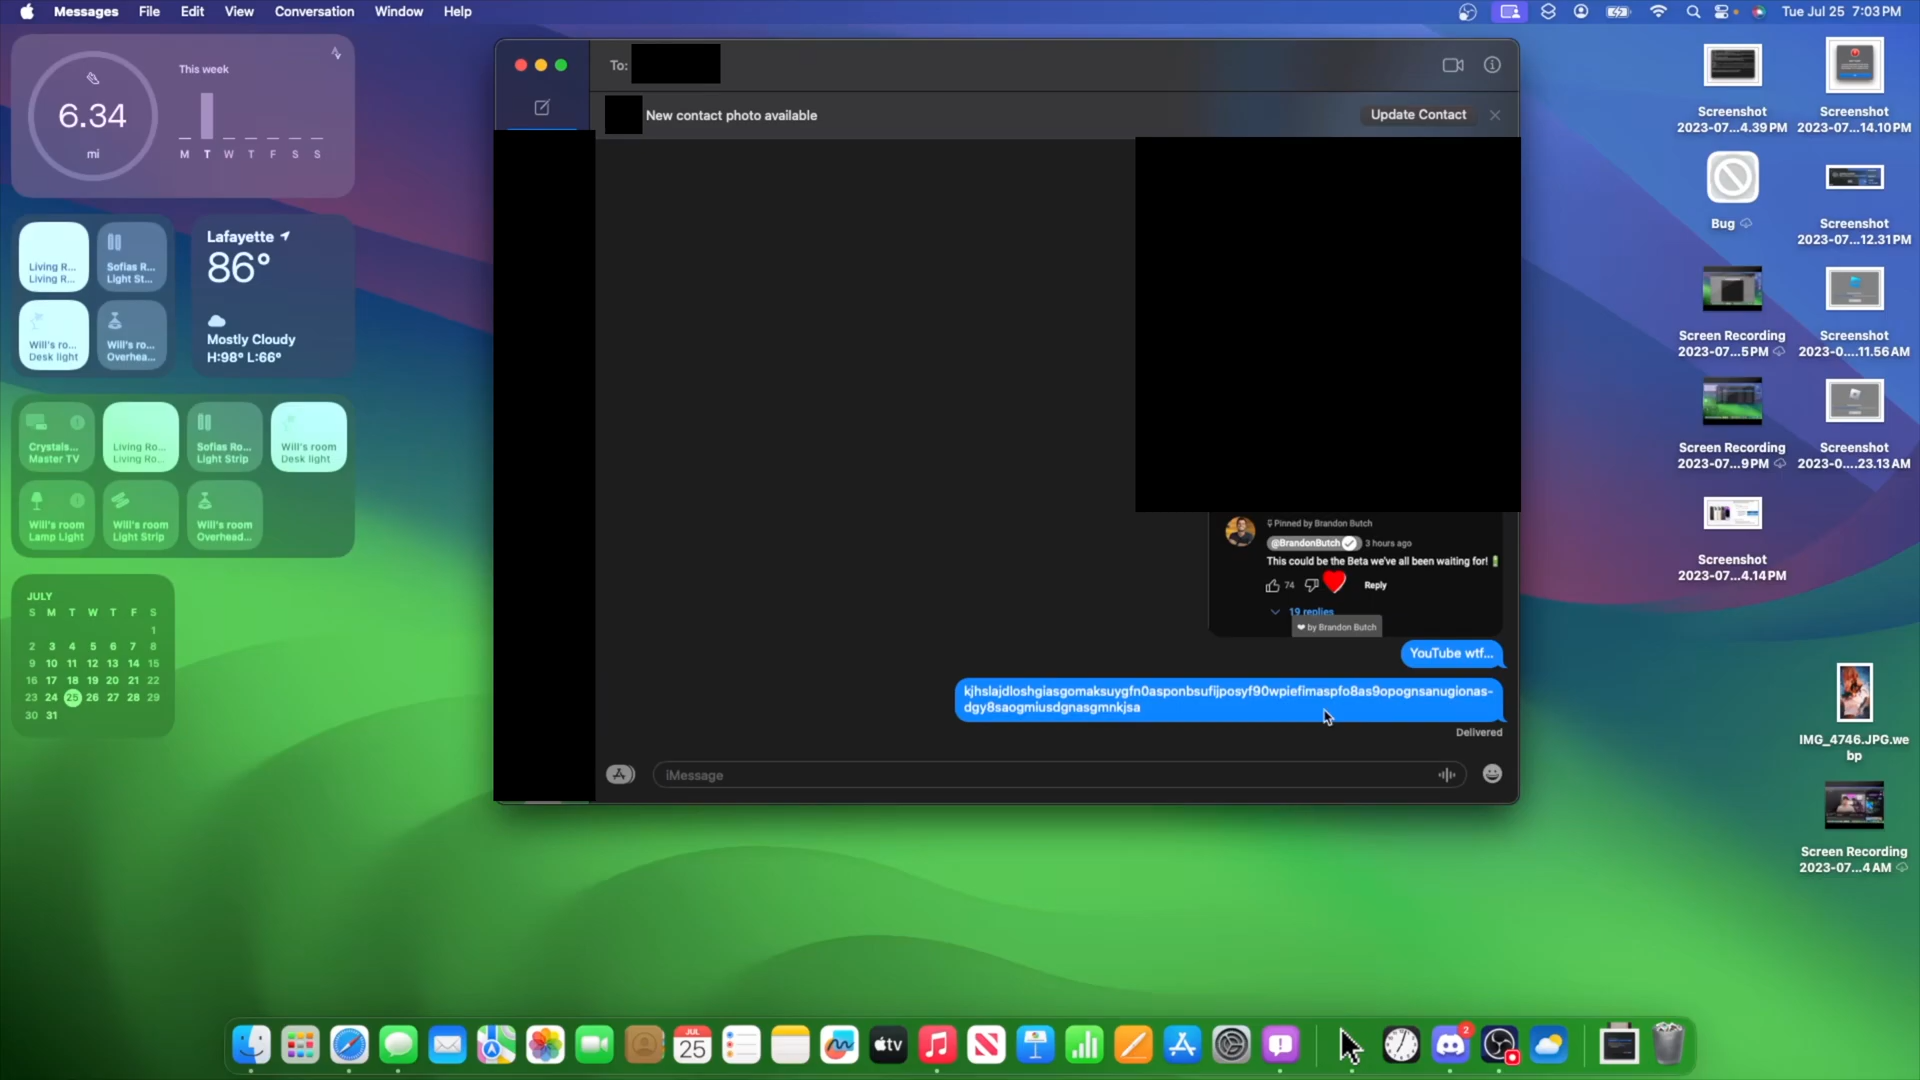 Messages File Edit View Conversation Window Help
Tue Jul 25 7:03 PM
6.34
mi
This week
M T W T F S S
Living R...
Living R...
Sofias R...
Light St...
Will's ro...
Desk light
Will's ro...
Overhea...
Lafayette
86°
Mostly Cloudy
H:98° L:66°
Crystals...
Master TV
Living Ro...
Living Ro...
Sofias Ro...
Light Strip
Will's room
Desk light
Will's room
Lamp Light
Will's room
Light Strip
Will's room
Overhead...
JULY
S M T W T F S
1
2 3 4 5 6 7 8
9 10 11 12 13 14 15
16 17 18 19 20 21 22
23 24 25 26 27 28 29
30 31
To:
New contact photo available
Update Contact
Pinned by Brandon Butch
@BrandonButch 3 hours ago
This could be the Beta we've all been waiting for!
74 Reply
19 replies
❤ by Brandon Butch
YouTube wtf...
kjhslajdloshgiasgomaksuygfn0asponbsufijposyf90wpiefimaspfo8as9opognsanugionas-
dgy8saogmiusdgnasgmnkjsa
Delivered
iMessage
Screenshot
2023-07...4.39 PM
Screenshot
2023-07...14.10 PM
Bug
Screenshot
2023-07...12.31 PM
Screen Recording
2023-07...5 PM
Screenshot
2023-0....11.56 AM
Screen Recording
2023-07...9 PM
Screenshot
2023-0....23.13 AM
Screenshot
2023-07...4.14 PM
IMG_4746.JPG.we
bp
Screen Recording
2023-07...4 AM
JUL
25
tv
2